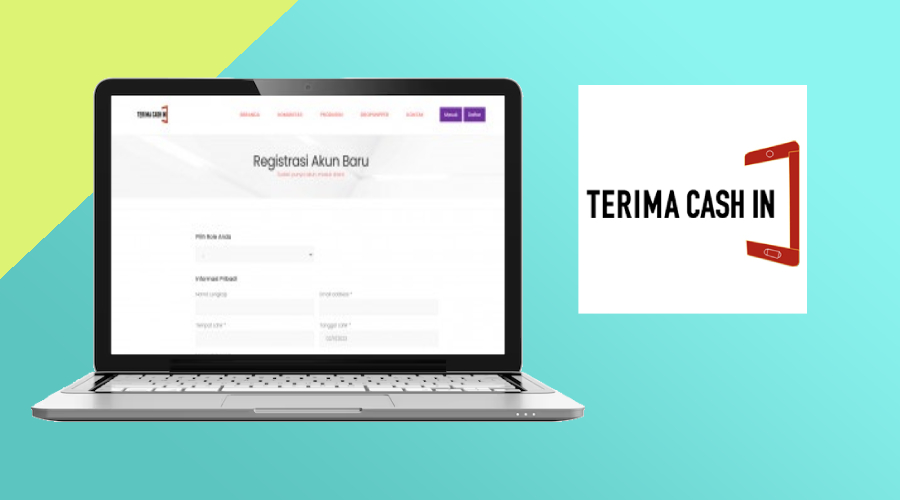 TERIMA CASH IN
BERANDA KOMUNITAS PRODUKSI DROPSHIPPER KONTAK Masuk Daftar
Registrasi Akun Baru
Sudah punya akun, masuk disini
Pilih Role Anda
Informasi Pribadi
Nama Lengkap Email Address *
Tempat Lahir * Tanggal Lahir *
TERIMA CASH IN